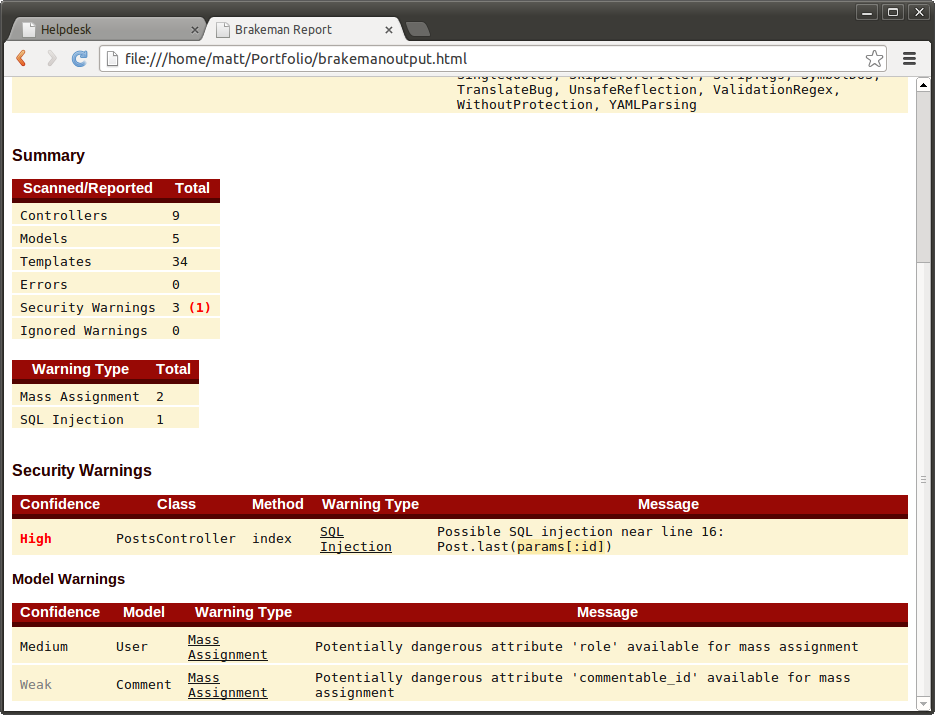 Helpdesk
Brakeman Report
file:///home/matt/Portfolio/brakemanoutput.html
SingleQuotes, SkipBeforeFilter, StripTags, SymbolDoS,
TranslateBug, UnsafeReflection, ValidationRegex,
WithoutProtection, YAMLParsing
Summary
Scanned/Reported Total
Controllers 9
Models 5
Templates 34
Errors 0
Security Warnings 3 (1)
Ignored Warnings 0
Warning Type Total
Mass Assignment 2
SQL Injection 1
Security Warnings
Confidence Class Method Warning Type Message
High PostsController index SQL Injection Possible SQL injection near line 16:
Post.last(params[:id])
Model Warnings
Confidence Model Warning Type Message
Medium User Mass Assignment Potentially dangerous attribute 'role' available for mass assignment
Weak Comment Mass Assignment Potentially dangerous attribute 'commentable_id' available for mass
assignment